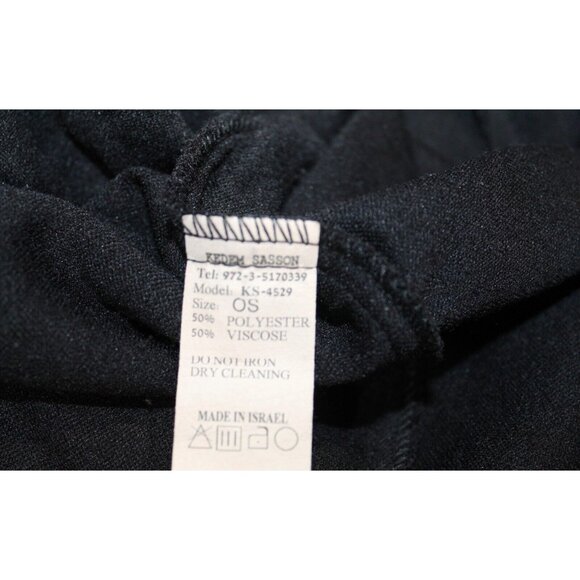 KEDEM SASSON
Tel: 972-3-5170339
Model: KS-4529
Size: OS
50% POLYESTER
50% VISCOSE
DO NOT IRON
DRY CLEANING
MADE IN ISRAEL